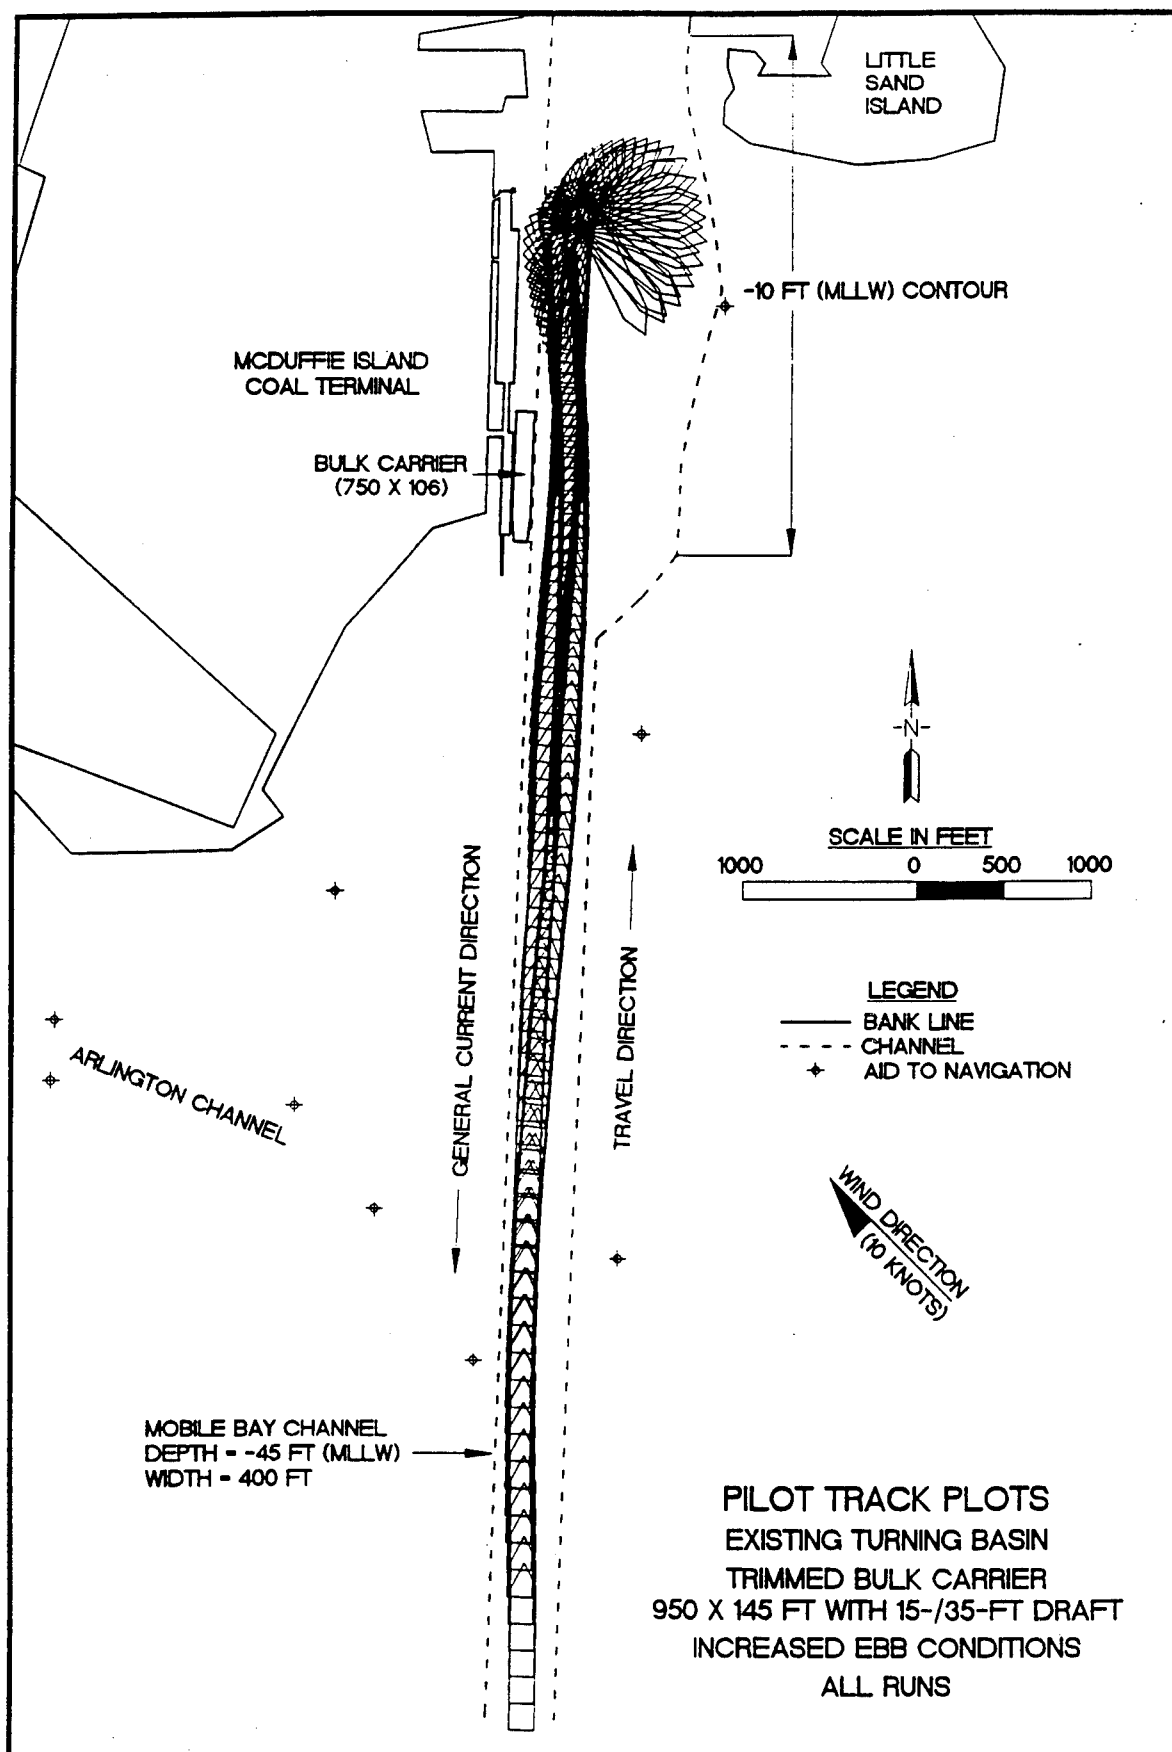 LITTLE
SAND
ISLAND
-10 FT (MLLW) CONTOUR
MCDUFFIE ISLAND
COAL TERMINAL
BULK CARRIER
(750 X 106)
-N-
SCALE IN FEET
1000 0 500 1000
GENERAL CURRENT DIRECTION
TRAVEL DIRECTION
LEGEND
BANK LINE
CHANNEL
AID TO NAVIGATION
ARLINGTON CHANNEL
WIND DIRECTION
(10 KNOTS)
MOBILE BAY CHANNEL
DEPTH = -45 FT (MLLW)
WIDTH = 400 FT
PILOT TRACK PLOTS
EXISTING TURNING BASIN
TRIMMED BULK CARRIER
950 X 145 FT WITH 15-/35-FT DRAFT
INCREASED EBB CONDITIONS
ALL RUNS